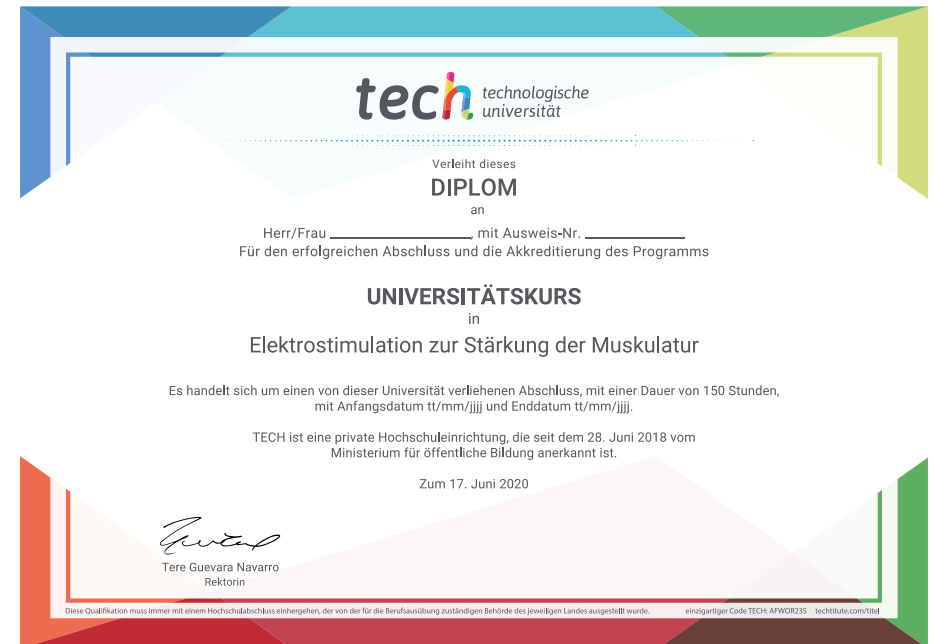 tech technologische
universität
Verleiht dieses
DIPLOM
an
Herr/Frau ____________________, mit Ausweis-Nr. ______________
Für den erfolgreichen Abschluss und die Akkreditierung des Programms
UNIVERSITÄTSKURS
in
Elektrostimulation zur Stärkung der Muskulatur
Es handelt sich um einen von dieser Universität verliehenen Abschluss, mit einer Dauer von 150 Stunden,
mit Anfangsdatum tt/mm/jjjj und Enddatum tt/mm/jjjj.
TECH ist eine private Hochschuleinrichtung, die seit dem 28. Juni 2018 vom
Ministerium für öffentliche Bildung anerkannt ist.
Zum 17. Juni 2020
Tere Guevara Navarro
Rektorin
Diese Qualifikation muss immer mit einem Hochschulabschluss einhergehen, der von der für die Berufsausübung zuständigen Behörde des jeweiligen Landes ausgestellt wurde. einzigartiger Code TECH: AFWOR23S techtitute.com/titel